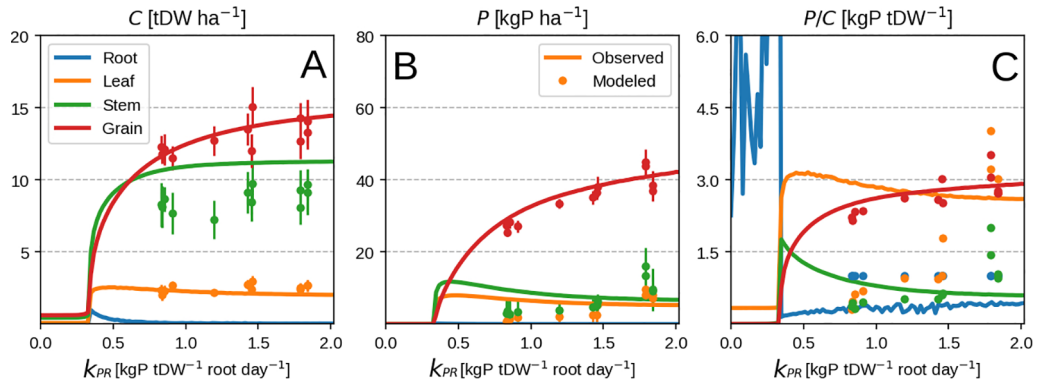 C [tDW ha⁻¹]
20
15
10
5
0.0 0.5 1.0 1.5 2.0
Root
Leaf
Stem
Grain
A
kPR [kgP tDW⁻¹ root day⁻¹]
P [kgP ha⁻¹]
80
60
40
20
0.0 0.5 1.0 1.5 2.0
B
Observed
Modeled
kPR [kgP tDW⁻¹ root day⁻¹]
P/C [kgP tDW⁻¹]
6.0
4.5
3.0
1.5
0.0 0.5 1.0 1.5 2.0
C
kPR [kgP tDW⁻¹ root day⁻¹]